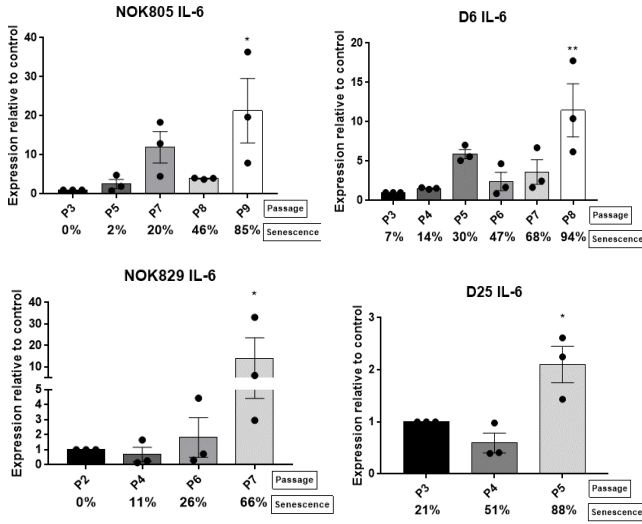 NOK805 IL-6
Expression relative to control
40
30
20
10
0
*
P3 P5 P7 P8 P9 Passage
0% 2% 20% 46% 85% Senescence
D6 IL-6
Expression relative to control
20
15
10
5
0
**
P3 P4 P5 P6 P7 P8 Passage
7% 14% 30% 47% 68% 94% Senescence
NOK829 IL-6
Expression relative to control
40
30
20
10
5
4
3
2
1
0
*
P2 P4 P6 P7 Passage
0% 11% 26% 66% Senescence
D25 IL-6
Expression relative to control
3
2
1
0
*
P3 P4 P5 Passage
21% 51% 88% Senescence